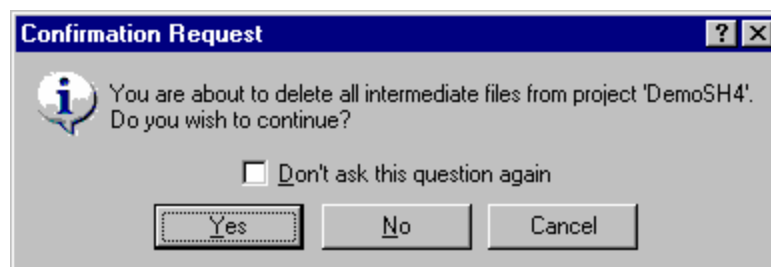 Confirmation Request
You are about to delete all intermediate files from project 'DemoSH4'.
Do you wish to continue?
Don't ask this question again
Yes No Cancel